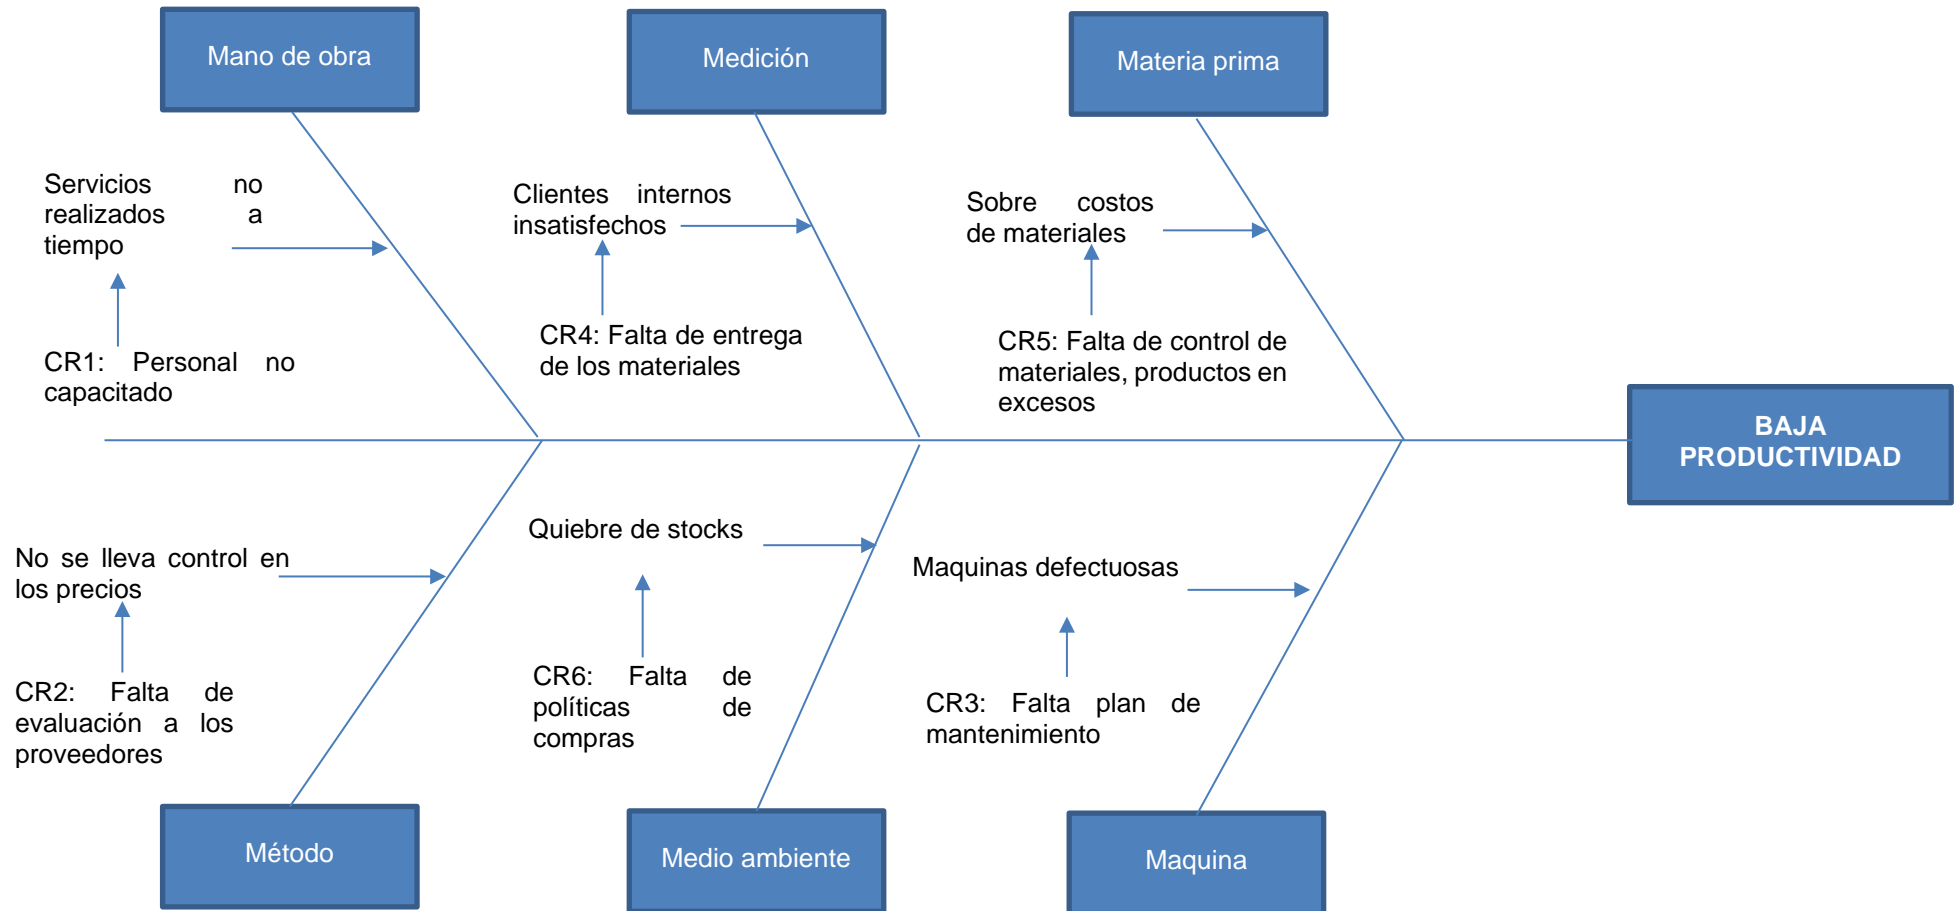 Mano de obra
Medición
Materia prima
Servicios no
realizados a
tiempo
Clientes internos
insatisfechos
Sobre costos
de materiales
CR1: Personal no
capacitado
CR4: Falta de entrega
de los materiales
CR5: Falta de control de
materiales, productos en
excesos
BAJA
PRODUCTIVIDAD
No se lleva control en
los precios
Quiebre de stocks
Maquinas defectuosas
CR2: Falta de
evaluación a los
proveedores
CR6: Falta de
políticas de
compras
CR3: Falta plan de
mantenimiento
Método
Medio ambiente
Maquina